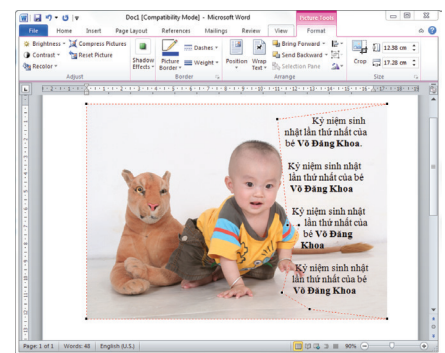 Doc1 [Compatibility Mode] - Microsoft Word
Picture Tools
File Home Insert Page Layout References Mailings Review View Format
Brightness
Contrast
Recolor
Compress Pictures
Reset Picture
Adjust
Shadow Effects
Picture Border
Dashes
Weight
Border
Position
Wrap Text
Bring Forward
Send Backward
Selection Pane
Arrange
Crop
12.38 cm
17.28 cm
Size
Kỷ niệm sinh
nhật lần thứ nhất của
bé Võ Đăng Khoa.
Kỷ niệm sinh nhật
lần thứ nhất của bé
Võ Đăng Khoa
Kỷ niệm sinh nhật
lần thứ nhất của
bé Võ Đăng
Khoa
Kỷ niệm sinh nhật
lần thứ nhất của bé
Võ Đăng Khoa
Page: 1 of 1 Words: 48 English (U.S.) 90%